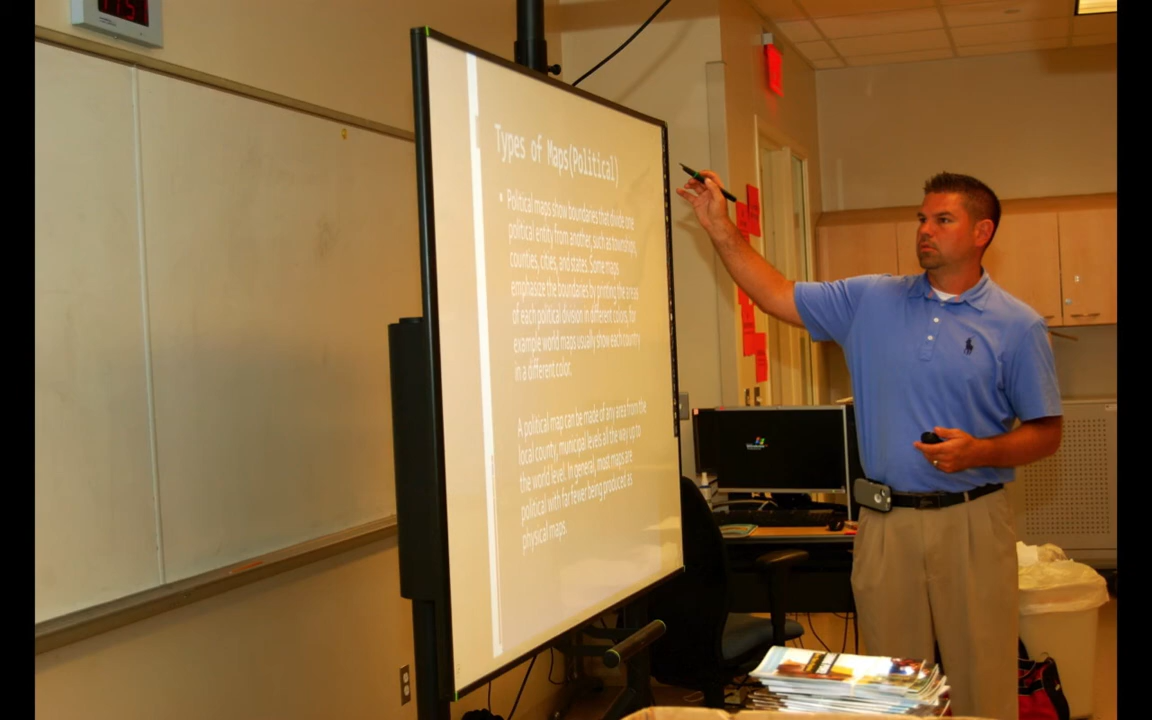 11:57
Types of Maps(Political)
• Political maps show boundaries that divide one
political entity from another, such as townships,
counties, cities, and states. Some maps
emphasize the boundaries by printing the areas
of each political division in different colors, for
example world maps usually show each country
in a different color.
A political map can be made of any area from the
local county, municipal levels all the way up to
the world level. In general, most maps are
political with far fewer being produced as
physical maps.